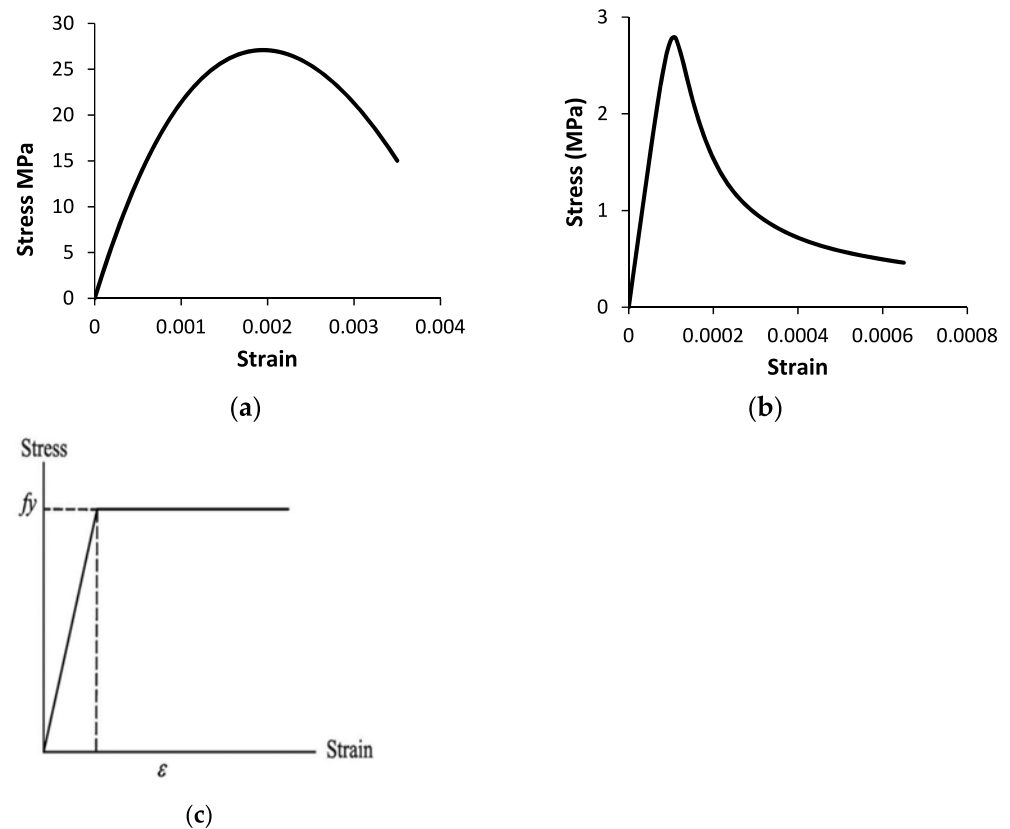 30
25
20
15
10
5
0
Stress MPa
0 0.001 0.002 0.003 0.004
Strain
(a)
3
2
1
0
Stress (MPa)
0 0.0002 0.0004 0.0006 0.0008
Strain
(b)
Stress
fy
Strain
ε
(c)